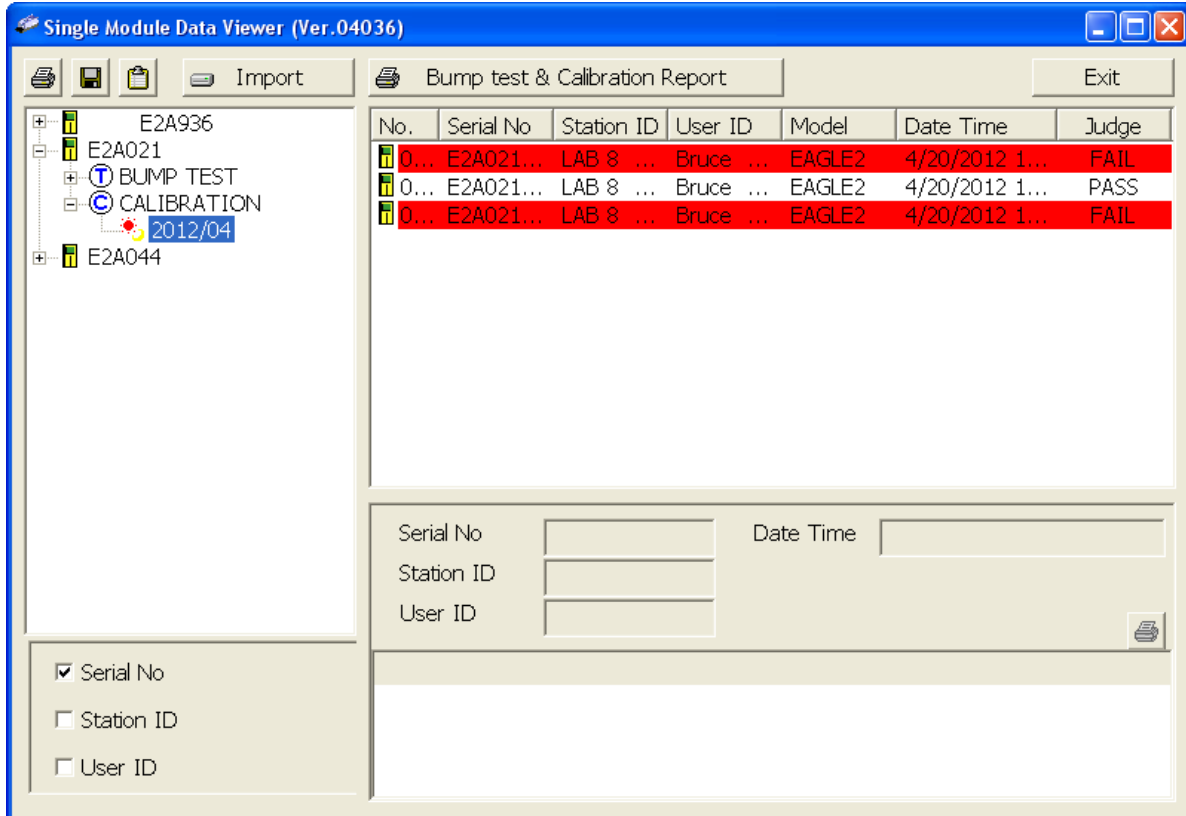 Single Module Data Viewer (Ver.04036)
Import
Bump test & Calibration Report
Exit
E2A936
E2A021
T BUMP TEST
C CALIBRATION
2012/04
E2A044
No. Serial No Station ID User ID Model Date Time Judge
0... E2A021... LAB 8 ... Bruce ... EAGLE2 4/20/2012 1... FAIL
0... E2A021... LAB 8 ... Bruce ... EAGLE2 4/20/2012 1... PASS
0... E2A021... LAB 8 ... Bruce ... EAGLE2 4/20/2012 1... FAIL
Serial No
Date Time
Station ID
User ID
Serial No
Station ID
User ID